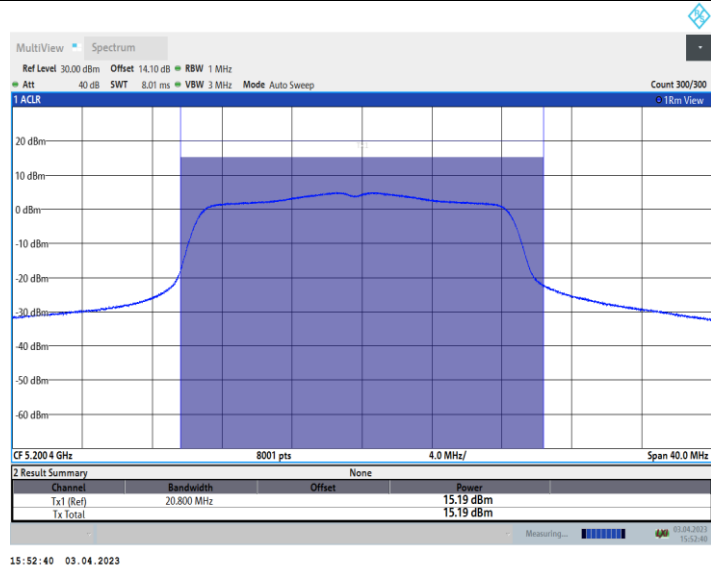 MultiView Spectrum
Ref Level 30.00 dBm Offset 14.10 dB RBW 1 MHz
Att 40 dB SWT 8.01 ms VBW 3 MHz Mode Auto Sweep Count 300/300
1 ACLR 1Rm View
20 dBm
10 dBm
0 dBm
-10 dBm
-20 dBm
-30 dBm
-40 dBm
-50 dBm
-60 dBm
CF 5.2004 GHz 8001 pts 4.0 MHz/ Span 40.0 MHz
2 Result Summary None
Channel Bandwidth Offset Power
Tx1 (Ref) 20.800 MHz 15.19 dBm
Tx Total 15.19 dBm
Measuring... 03.04.2023
15:52:40
15:52:40 03.04.2023